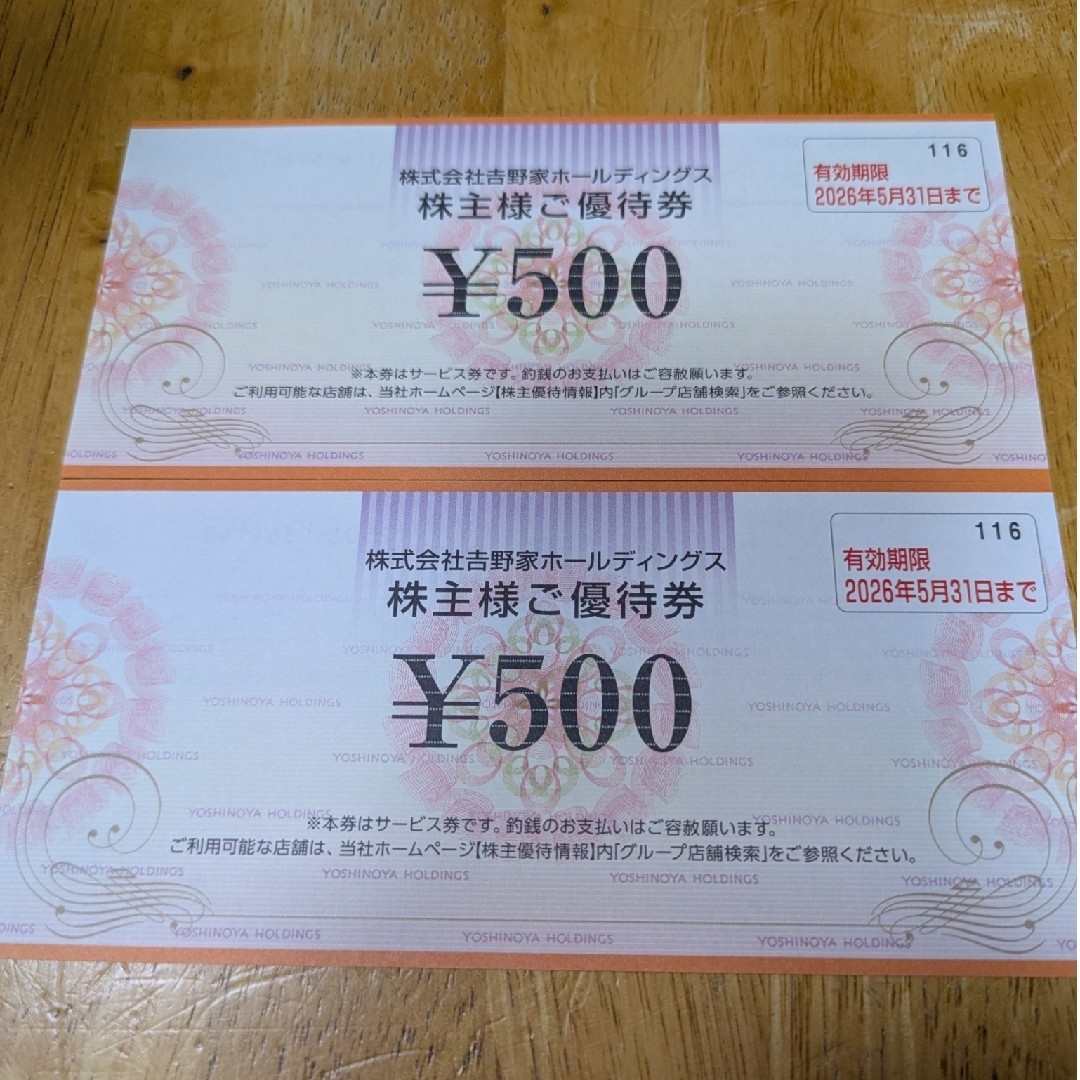 116
有効期限
2026年5月31日まで
株式会社𠮷野家ホールディングス
株主様ご優待券
¥500
YOSHINOYA HOLDINGS
※本券はサービス券です。釣銭のお支払いはご容赦願います。
ご利用可能な店舗は、当社ホームページ【株主優待情報】内「グループ店舗検索」をご参照ください。
YOSHINOYA HOLDINGS
116
有効期限
2026年5月31日まで
株式会社𠮷野家ホールディングス
株主様ご優待券
¥500
YOSHINOYA HOLDINGS
※本券はサービス券です。釣銭のお支払いはご容赦願います。
ご利用可能な店舗は、当社ホームページ【株主優待情報】内「グループ店舗検索」をご参照ください。
YOSHINOYA HOLDINGS